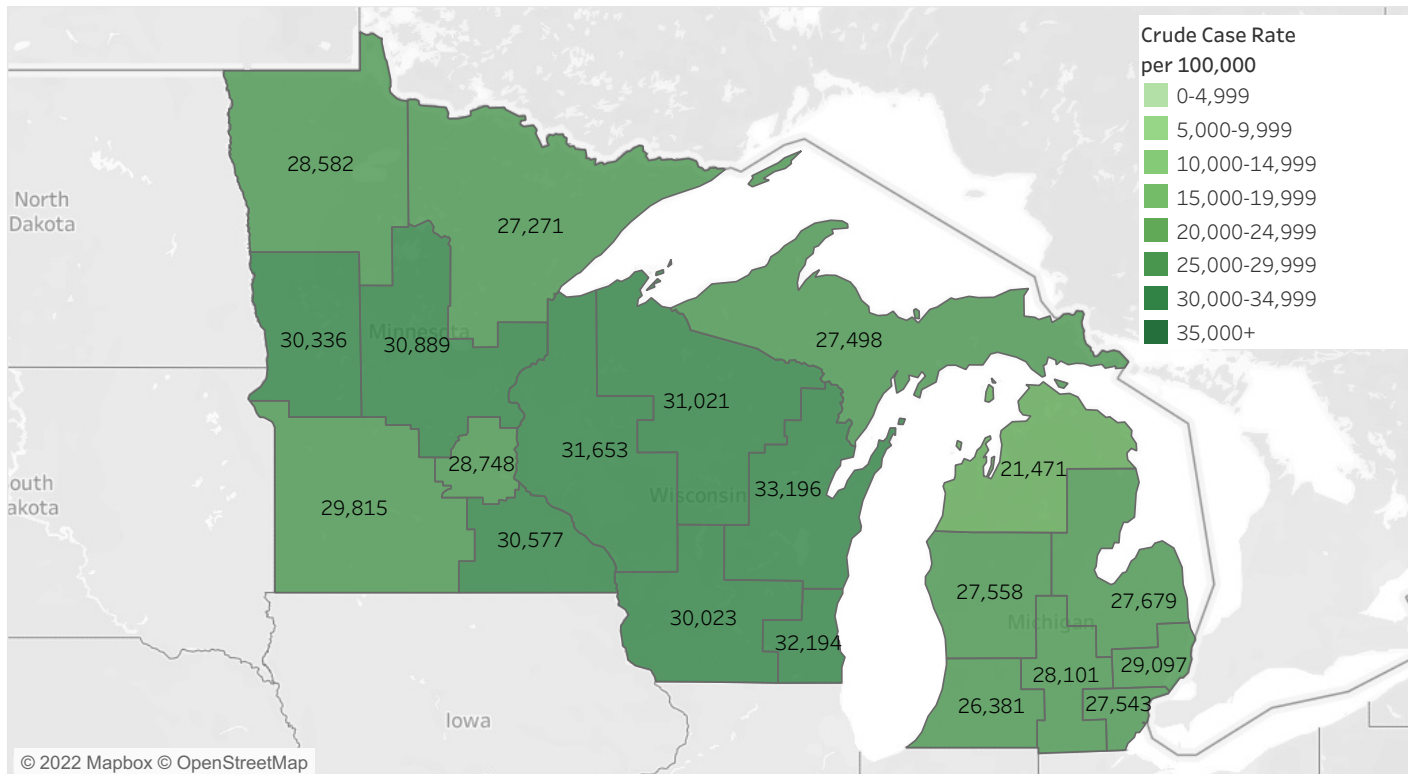 Crude Case Rate
per 100,000
0-4,999
5,000-9,999
10,000-14,999
15,000-19,999
20,000-24,999
25,000-29,999
30,000-34,999
35,000+
28,582
North
Dakota
27,271
30,336
Minnesota
30,889
27,498
31,021
31,653
28,748
21,471
Wisconsin
33,196
outh
akota
29,815
30,577
27,558
27,679
30,023
Michigan
32,194
29,097
28,101
26,381
27,543
Iowa
© 2022 Mapbox © OpenStreetMap